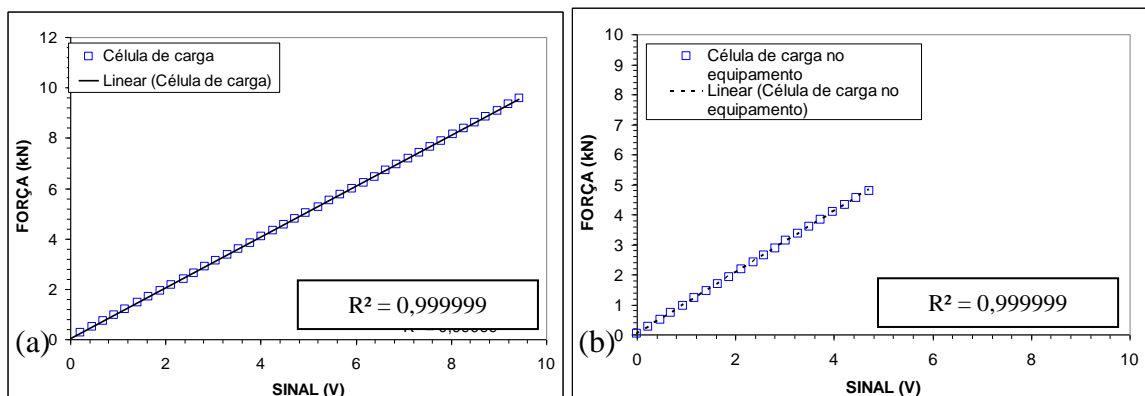 12
10
8
6
4
2
0
FORÇA (kN)
Célula de carga
Linear (Célula de carga)
R² = 0,999999
(a)
0 2 4 6 8 10
SINAL (V)
10
9
8
7
6
5
4
3
2
1
0
FORÇA (kN)
Célula de carga no
equipamento
Linear (Célula de carga no
equipamento)
R² = 0,999999
(b)
0 2 4 6 8 10
SINAL (V)